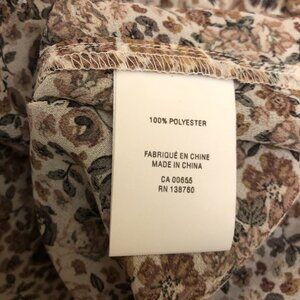 100% POLYESTER
FABRIQUÉ EN CHINE
MADE IN CHINA
CA 00655
RN 138760